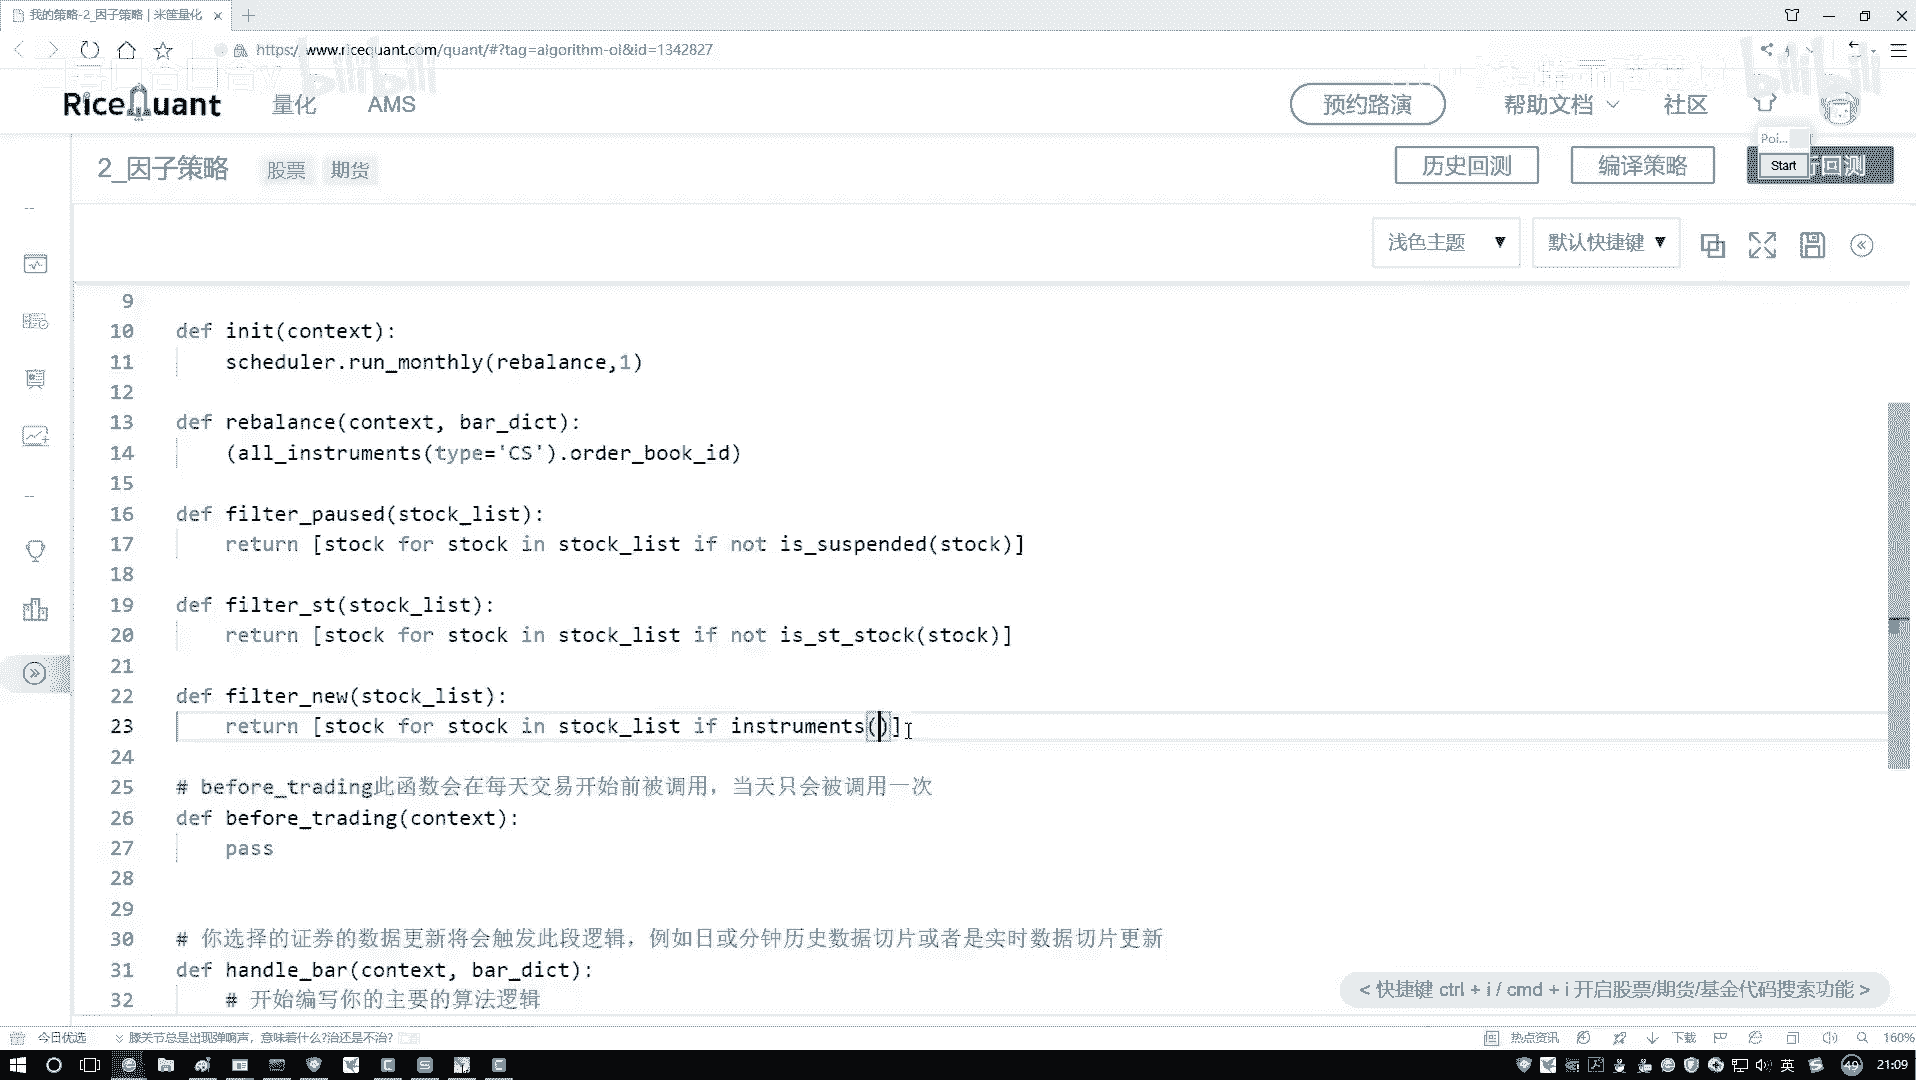 我的策略-2_因子策略 | 米筐量化
https://www.ricequant.com/quant/#?tag=algorithm-ol&id=1342827
bilibili
bilibili
RiceQuant 量化 AMS 预约路演 帮助文档 社区
Poi...
2_因子策略 股票 期货 历史回测 编译策略 Start 回测
浅色主题 默认快捷键
9
10 def init(context):
11 scheduler.run_monthly(rebalance,1)
12
13 def rebalance(context, bar_dict):
14 (all_instruments(type='CS').order_book_id)
15
16 def filter_paused(stock_list):
17 return [stock for stock in stock_list if not is_suspended(stock)]
18
19 def filter_st(stock_list):
20 return [stock for stock in stock_list if not is_st_stock(stock)]
21
22 def filter_new(stock_list):
23 return [stock for stock in stock_list if instruments()]
24
25 # before_trading此函数会在每天交易开始前被调用，当天只会被调用一次
26 def before_trading(context):
27 pass
28
29
30 # 你选择的证券的数据更新将会触发此段逻辑，例如日或分钟历史数据切片或者是实时数据切片更新
31 def handle_bar(context, bar_dict):
32 # 开始编写你的主要的算法逻辑
< 快捷键 ctrl + i / cmd + i 开启股票/期货/基金代码搜索功能 >
今日优选 膝关节总是出现弹响声，意味着什么?治还是不治? 热点资讯 下载 160%
英 49 21:09